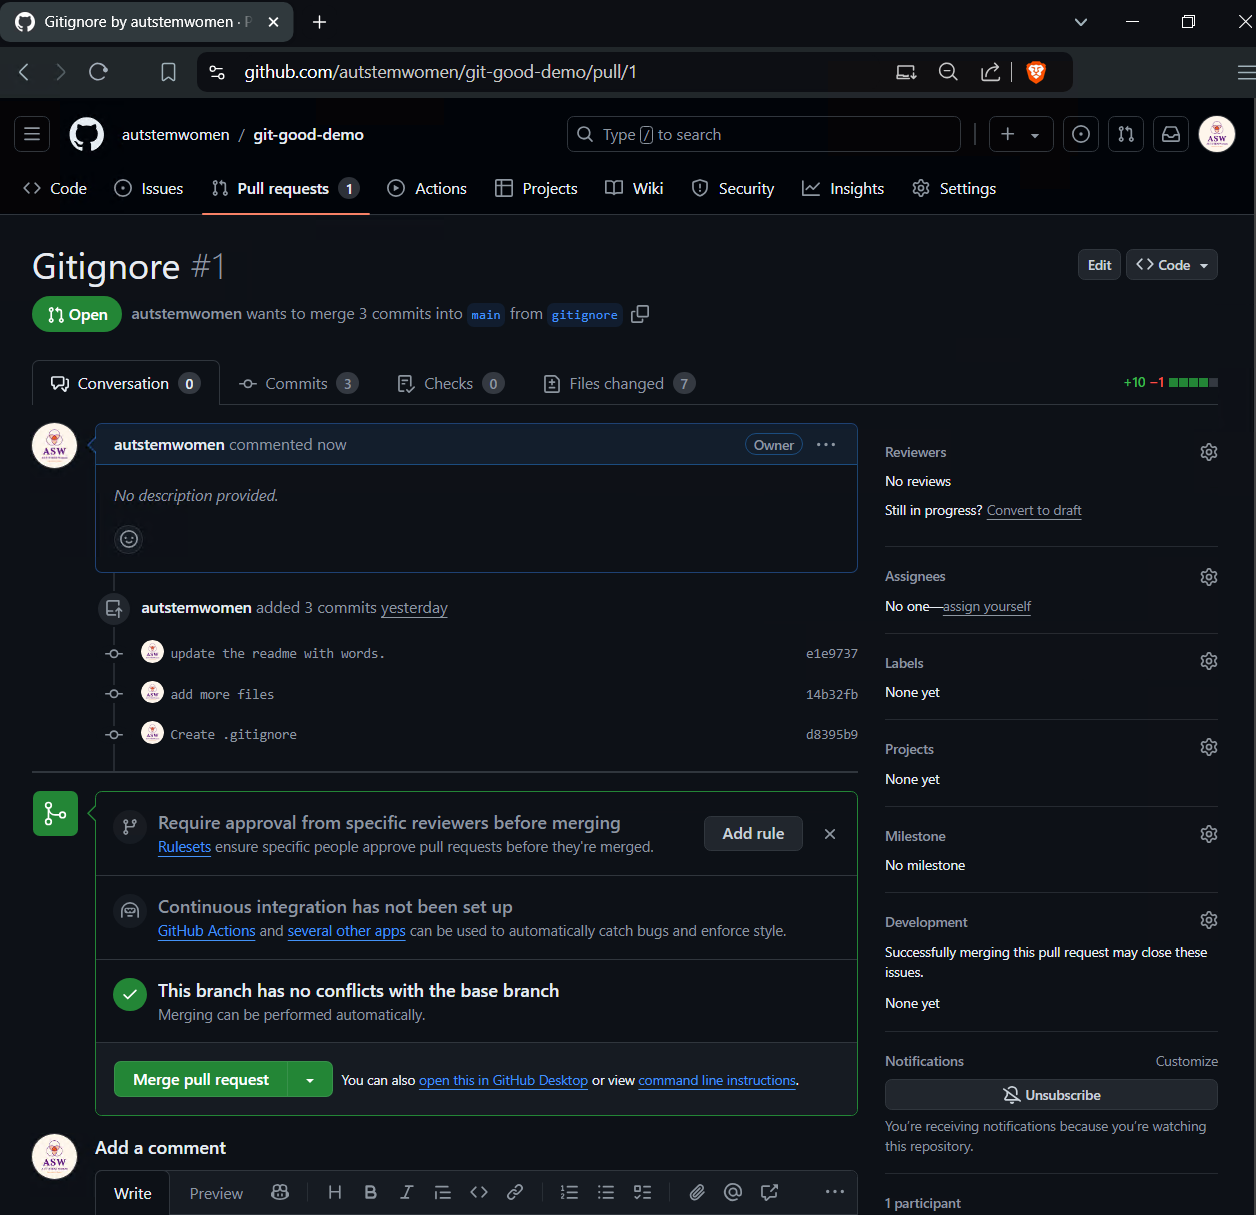 Gitignore by autstemwomen · P
github.com/autstemwomen/git-good-demo/pull/1
autstemwomen / git-good-demo
Type / to search
ASW
Code
Issues
Pull requests 1
Actions
Projects
Wiki
Security
Insights
Settings
Gitignore #1
Edit
Code
Open
autstemwomen wants to merge 3 commits into main from gitignore
Conversation 0
Commits 3
Checks 0
Files changed 7
+10 −1
ASW
autstemwomen commented now
Owner
No description provided.
autstemwomen added 3 commits yesterday
update the readme with words.
e1e9737
add more files
14b32fb
Create .gitignore
d8395b9
Require approval from specific reviewers before merging
Rulesets ensure specific people approve pull requests before they're merged.
Add rule
Continuous integration has not been set up
GitHub Actions and several other apps can be used to automatically catch bugs and enforce style.
This branch has no conflicts with the base branch
Merging can be performed automatically.
Merge pull request
You can also open this in GitHub Desktop or view command line instructions.
ASW
Add a comment
Write
Preview
H B I
Reviewers
No reviews
Still in progress? Convert to draft
Assignees
No one—assign yourself
Labels
None yet
Projects
None yet
Milestone
No milestone
Development
Successfully merging this pull request may close these
issues.
None yet
Notifications
Customize
Unsubscribe
You're receiving notifications because you're watching
this repository.
1 participant